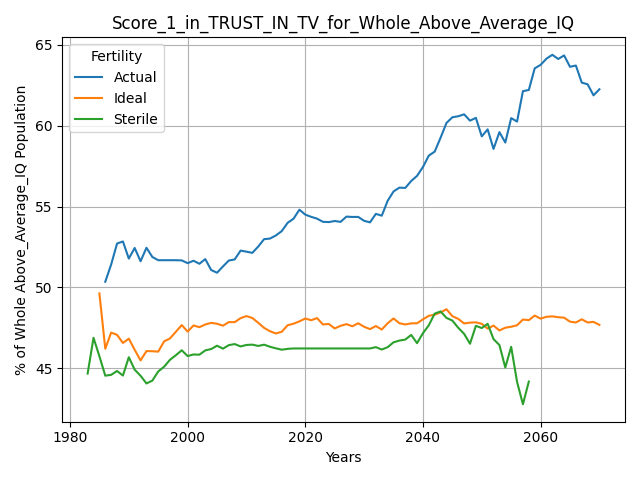 Score_1_in_TRUST_IN_TV_for_Whole_Above_Average_IQ
% of Whole Above_Average_IQ Population
65
60
55
50
45
Fertility
Actual
Ideal
Sterile
1980 2000 2020 2040 2060
Years